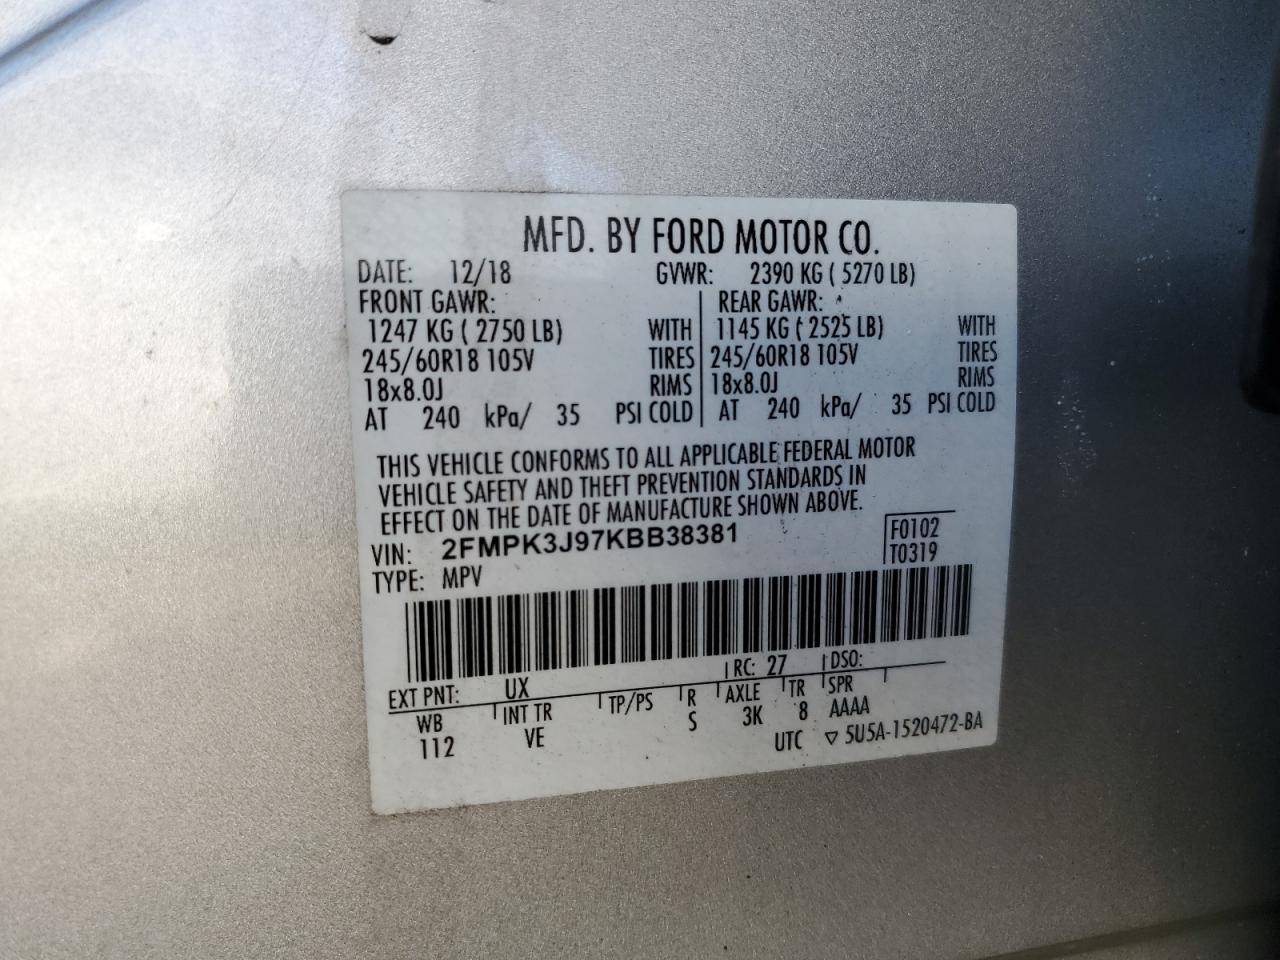 MFD. BY FORD MOTOR CO.
DATE: 12/18 GVWR: 2390 KG ( 5270 LB)
FRONT GAWR: REAR GAWR:
1247 KG ( 2750 LB) WITH 1145 KG ( 2525 LB) WITH
245/60R18 105V TIRES 245/60R18 105V TIRES
18x8.0J RIMS 18x8.0J RIMS
AT 240 kPa/ 35 PSI COLD AT 240 kPa/ 35 PSI COLD
THIS VEHICLE CONFORMS TO ALL APPLICABLE FEDERAL MOTOR
VEHICLE SAFETY AND THEFT PREVENTION STANDARDS IN
EFFECT ON THE DATE OF MANUFACTURE SHOWN ABOVE.
VIN: 2FMPK3J97KBB38381 F0102
TYPE: MPV T0319
EXT PNT: UX RC: 27 DSO:
WB INT TR TP/PS R AXLE TR SPR
112 VE S 3K 8 AAAA
UTC ▽ 5U5A-1520472-BA